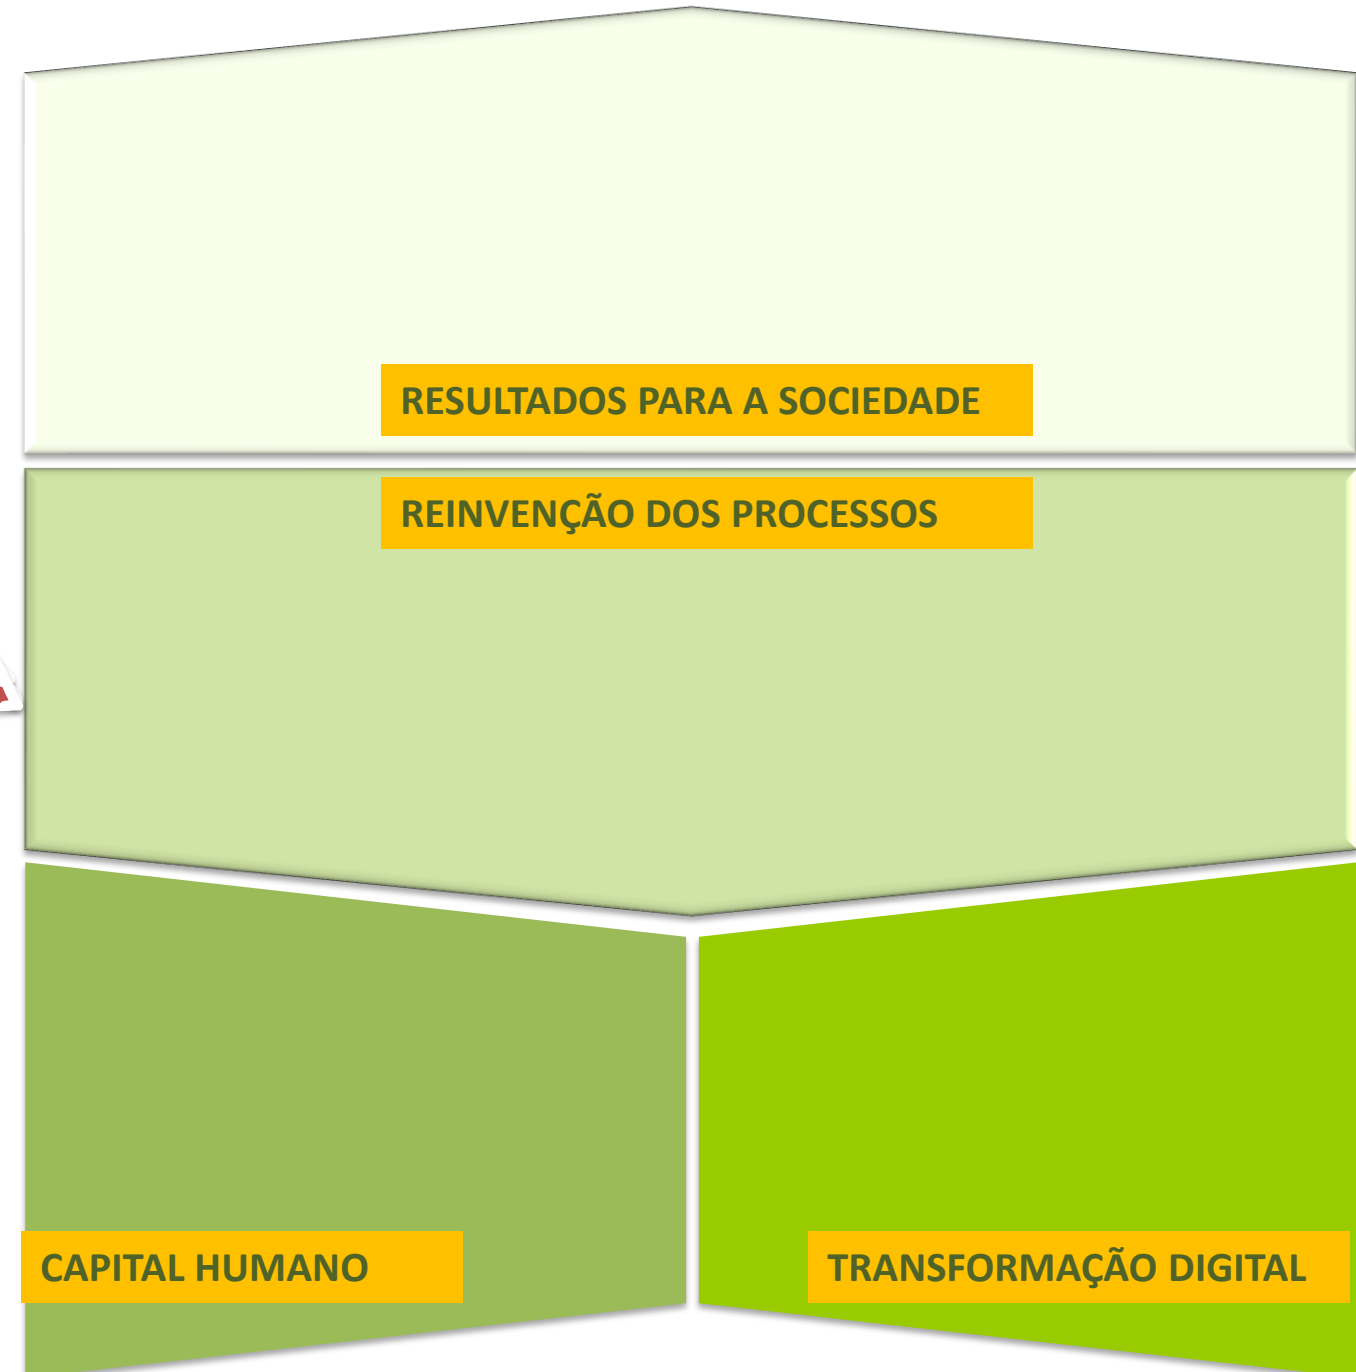 RESULTADOS PARA A SOCIEDADE
REINVENÇÃO DOS PROCESSOS
CAPITAL HUMANO
TRANSFORMAÇÃO DIGITAL